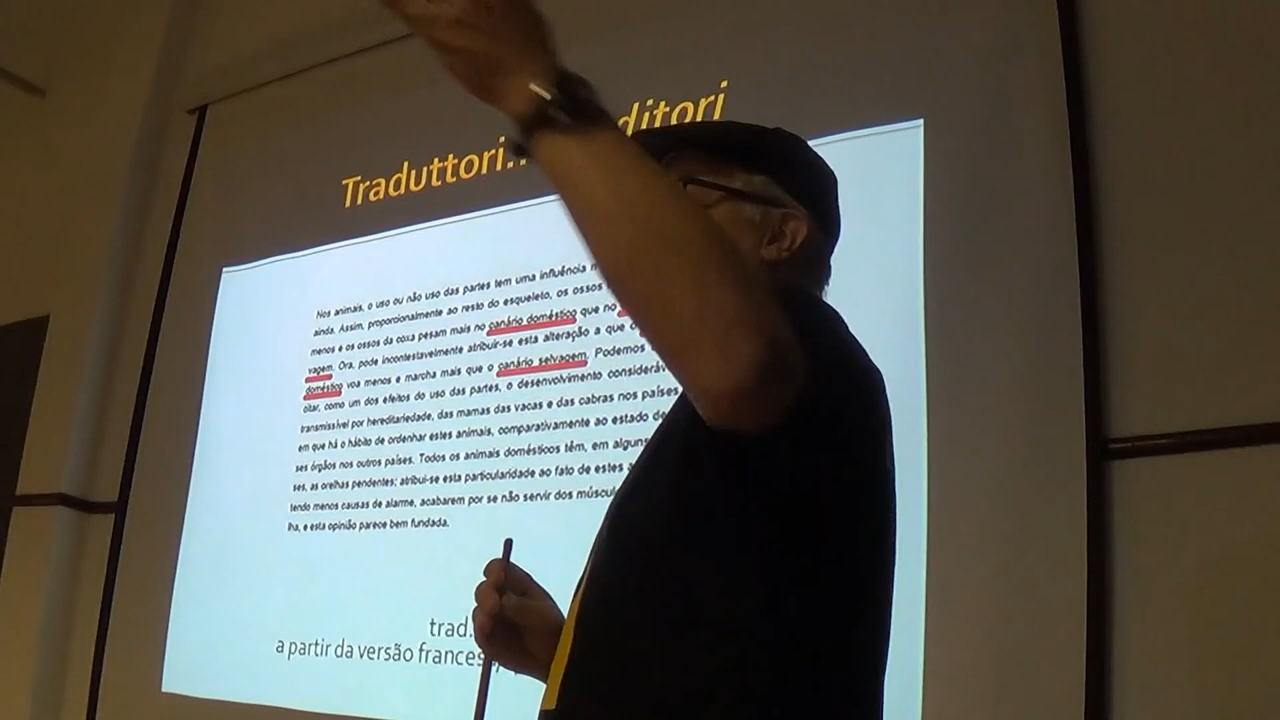 Traduttori... ditori
Nos animais, o uso ou não uso das partes tem uma influência
ainda. Assim, proporcionalmente ao resto do esqueleto, os ossos
menos e os ossos da coxa pesam mais no canário doméstico que no
vagem. Ora, pode incontestavelmente atribuir-se esta alteração a que
doméstico voa menos e marcha mais que o canário selvagem. Podemos
citar, como um dos efeitos do uso das partes, o desenvolvimento consideráv
transmissível por hereditariedade, das mamas das vacas e das cabras nos países
em que há o hábito de ordenhar estes animais, comparativamente ao estado de
ses órgãos nos outros países. Todos os animais domésticos têm, em alguns
ses, as orelhas pendentes; atribui-se esta particularidade ao fato de estes
tendo menos causas de alarme, acabarem por se não servir dos múscul
lha, e esta opinião parece bem fundada.
trad.
a partir da versão frances